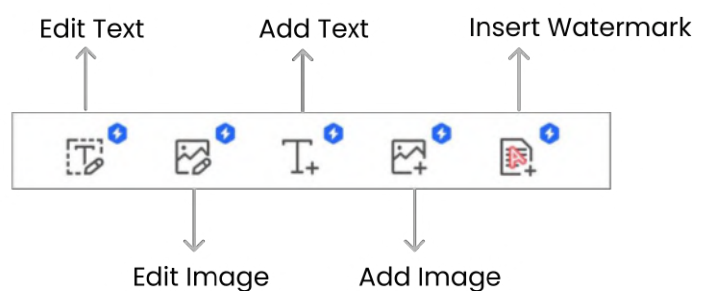 Edit Text
Add Text
Insert Watermark
Edit Image
Add Image